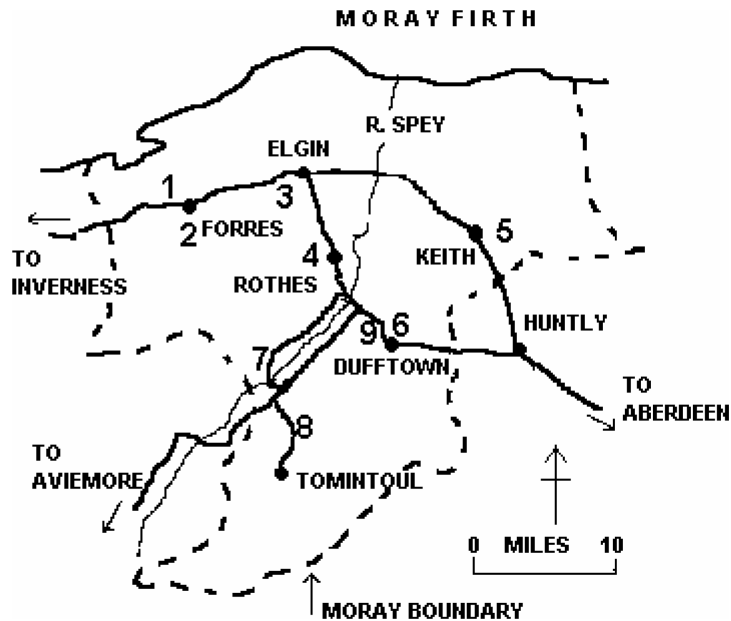 MORAY FIRTH
R. SPEY
ELGIN
1
3
2
FORRES
5
4
KEITH
TO
INVERNESS
ROTHES
HUNTLY
9
6
7
DUFFTOWN
TO
ABERDEEN
8
TO
AVIEMORE
TOMINTOUL
0 MILES 10
MORAY BOUNDARY